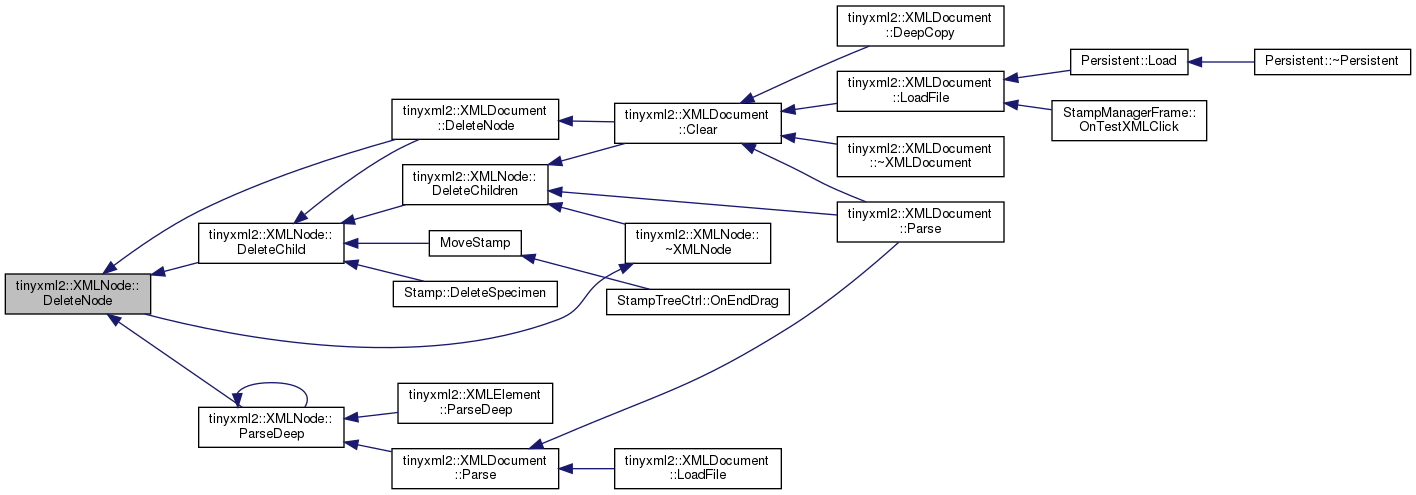 tinyxml2::XMLDocument
::DeepCopy
Persistent::Load
Persistent::~Persistent
tinyxml2::XMLDocument
::LoadFile
StampManagerFrame::
OnTestXMLClick
tinyxml2::XMLDocument
::DeleteNode
tinyxml2::XMLDocument
::Clear
tinyxml2::XMLDocument
::~XMLDocument
tinyxml2::XMLNode::
DeleteChildren
tinyxml2::XMLDocument
::Parse
tinyxml2::XMLNode::
DeleteChild
MoveStamp
tinyxml2::XMLNode::
~XMLNode
tinyxml2::XMLNode::
DeleteNode
Stamp::DeleteSpecimen
StampTreeCtrl::OnEndDrag
tinyxml2::XMLElement
::ParseDeep
tinyxml2::XMLNode::
ParseDeep
tinyxml2::XMLDocument
::Parse
tinyxml2::XMLDocument
::LoadFile